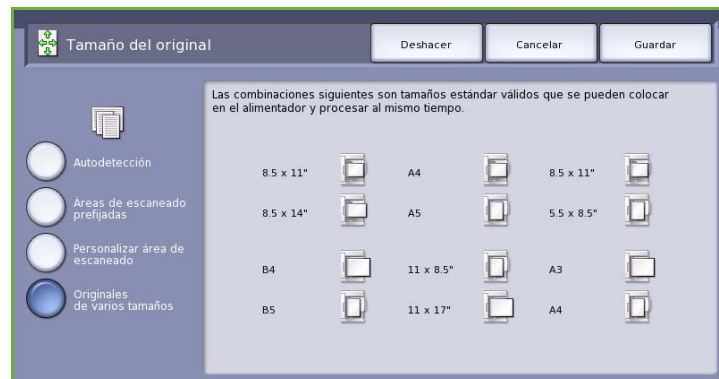 Tamaño del original
Deshacer
Cancelar
Guardar
Las combinaciones siguientes son tamaños estándar válidos que se pueden colocar
en el alimentador y procesar al mismo tiempo.
Autodetección
Áreas de escaneado
prefijadas
Personalizar área de
escaneado
Originales
de varios tamaños
8.5 x 11"
A4
8.5 x 11"
8.5 x 14"
A5
5.5 x 8.5"
B4
11 x 8.5"
A3
B5
11 x 17"
A4